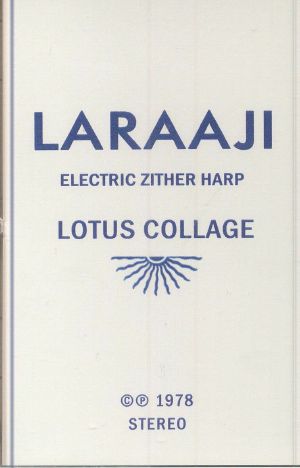 LARAAJI
ELECTRIC ZITHER HARP
LOTUS COLLAGE
©℗ 1978
STEREO